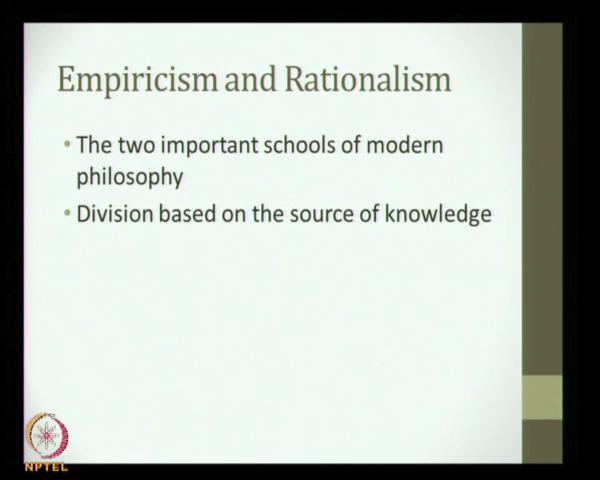 Empiricism and Rationalism
• The two important schools of modern
philosophy
• Division based on the source of knowledge
NPTEL